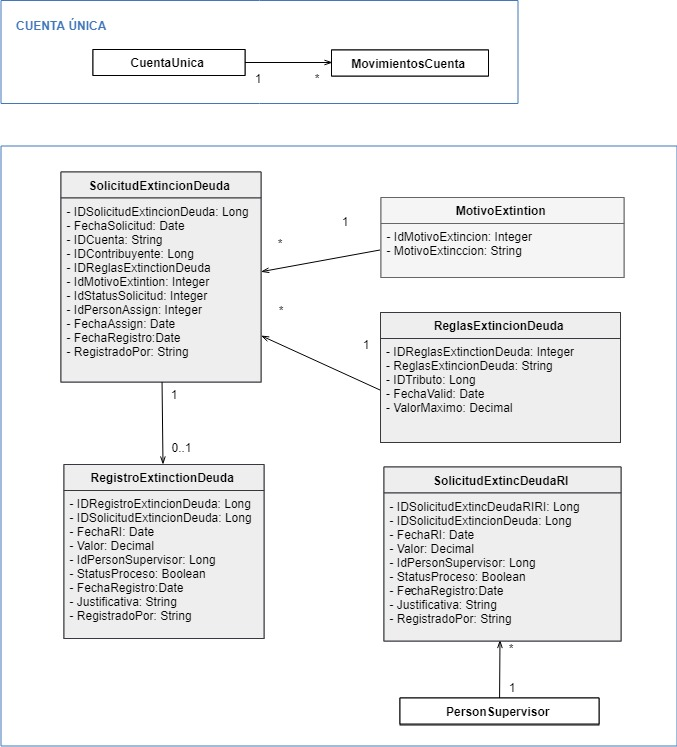 CUENTA ÚNICA
CuentaUnica
1
*
MovimientosCuenta
SolicitudExtincionDeuda
- IDSolicitudExtincionDeuda: Long
- FechaSolicitud: Date
- IDCuenta: String
- IDContribuyente: Long
- IDReglasExtinctionDeuda
- IdMotivoExtintion: Integer
- IdStatusSolicitud: Integer
- IdPersonAssign: Integer
- FechaAssign: Date
- FechaRegistro:Date
- RegistradoPor: String
*
1
MotivoExtintion
- IdMotivoExtincion: Integer
- MotivoExtinccion: String
*
1
ReglasExtincionDeuda
- IDReglasExtinctionDeuda: Integer
- ReglasExtincionDeuda: String
- IDTributo: Long
- FechaValid: Date
- ValorMaximo: Decimal
1
0..1
RegistroExtinctionDeuda
- IDRegistroExtincionDeuda: Long
- IDSolicitudExtincionDeuda: Long
- FechaRI: Date
- Valor: Decimal
- IdPersonSupervisor: Long
- StatusProceso: Boolean
- FechaRegistro:Date
- Justificativa: String
- RegistradoPor: String
SolicitudExtincDeudaRI
- IDSolicitudExtincDeudaRIRI: Long
- IDSolicitudExtincionDeuda: Long
- FechaRI: Date
- Valor: Decimal
- IdPersonSupervisor: Long
- StatusProceso: Boolean
- FechaRegistro:Date
- Justificativa: String
- RegistradoPor: String
*
1
PersonSupervisor